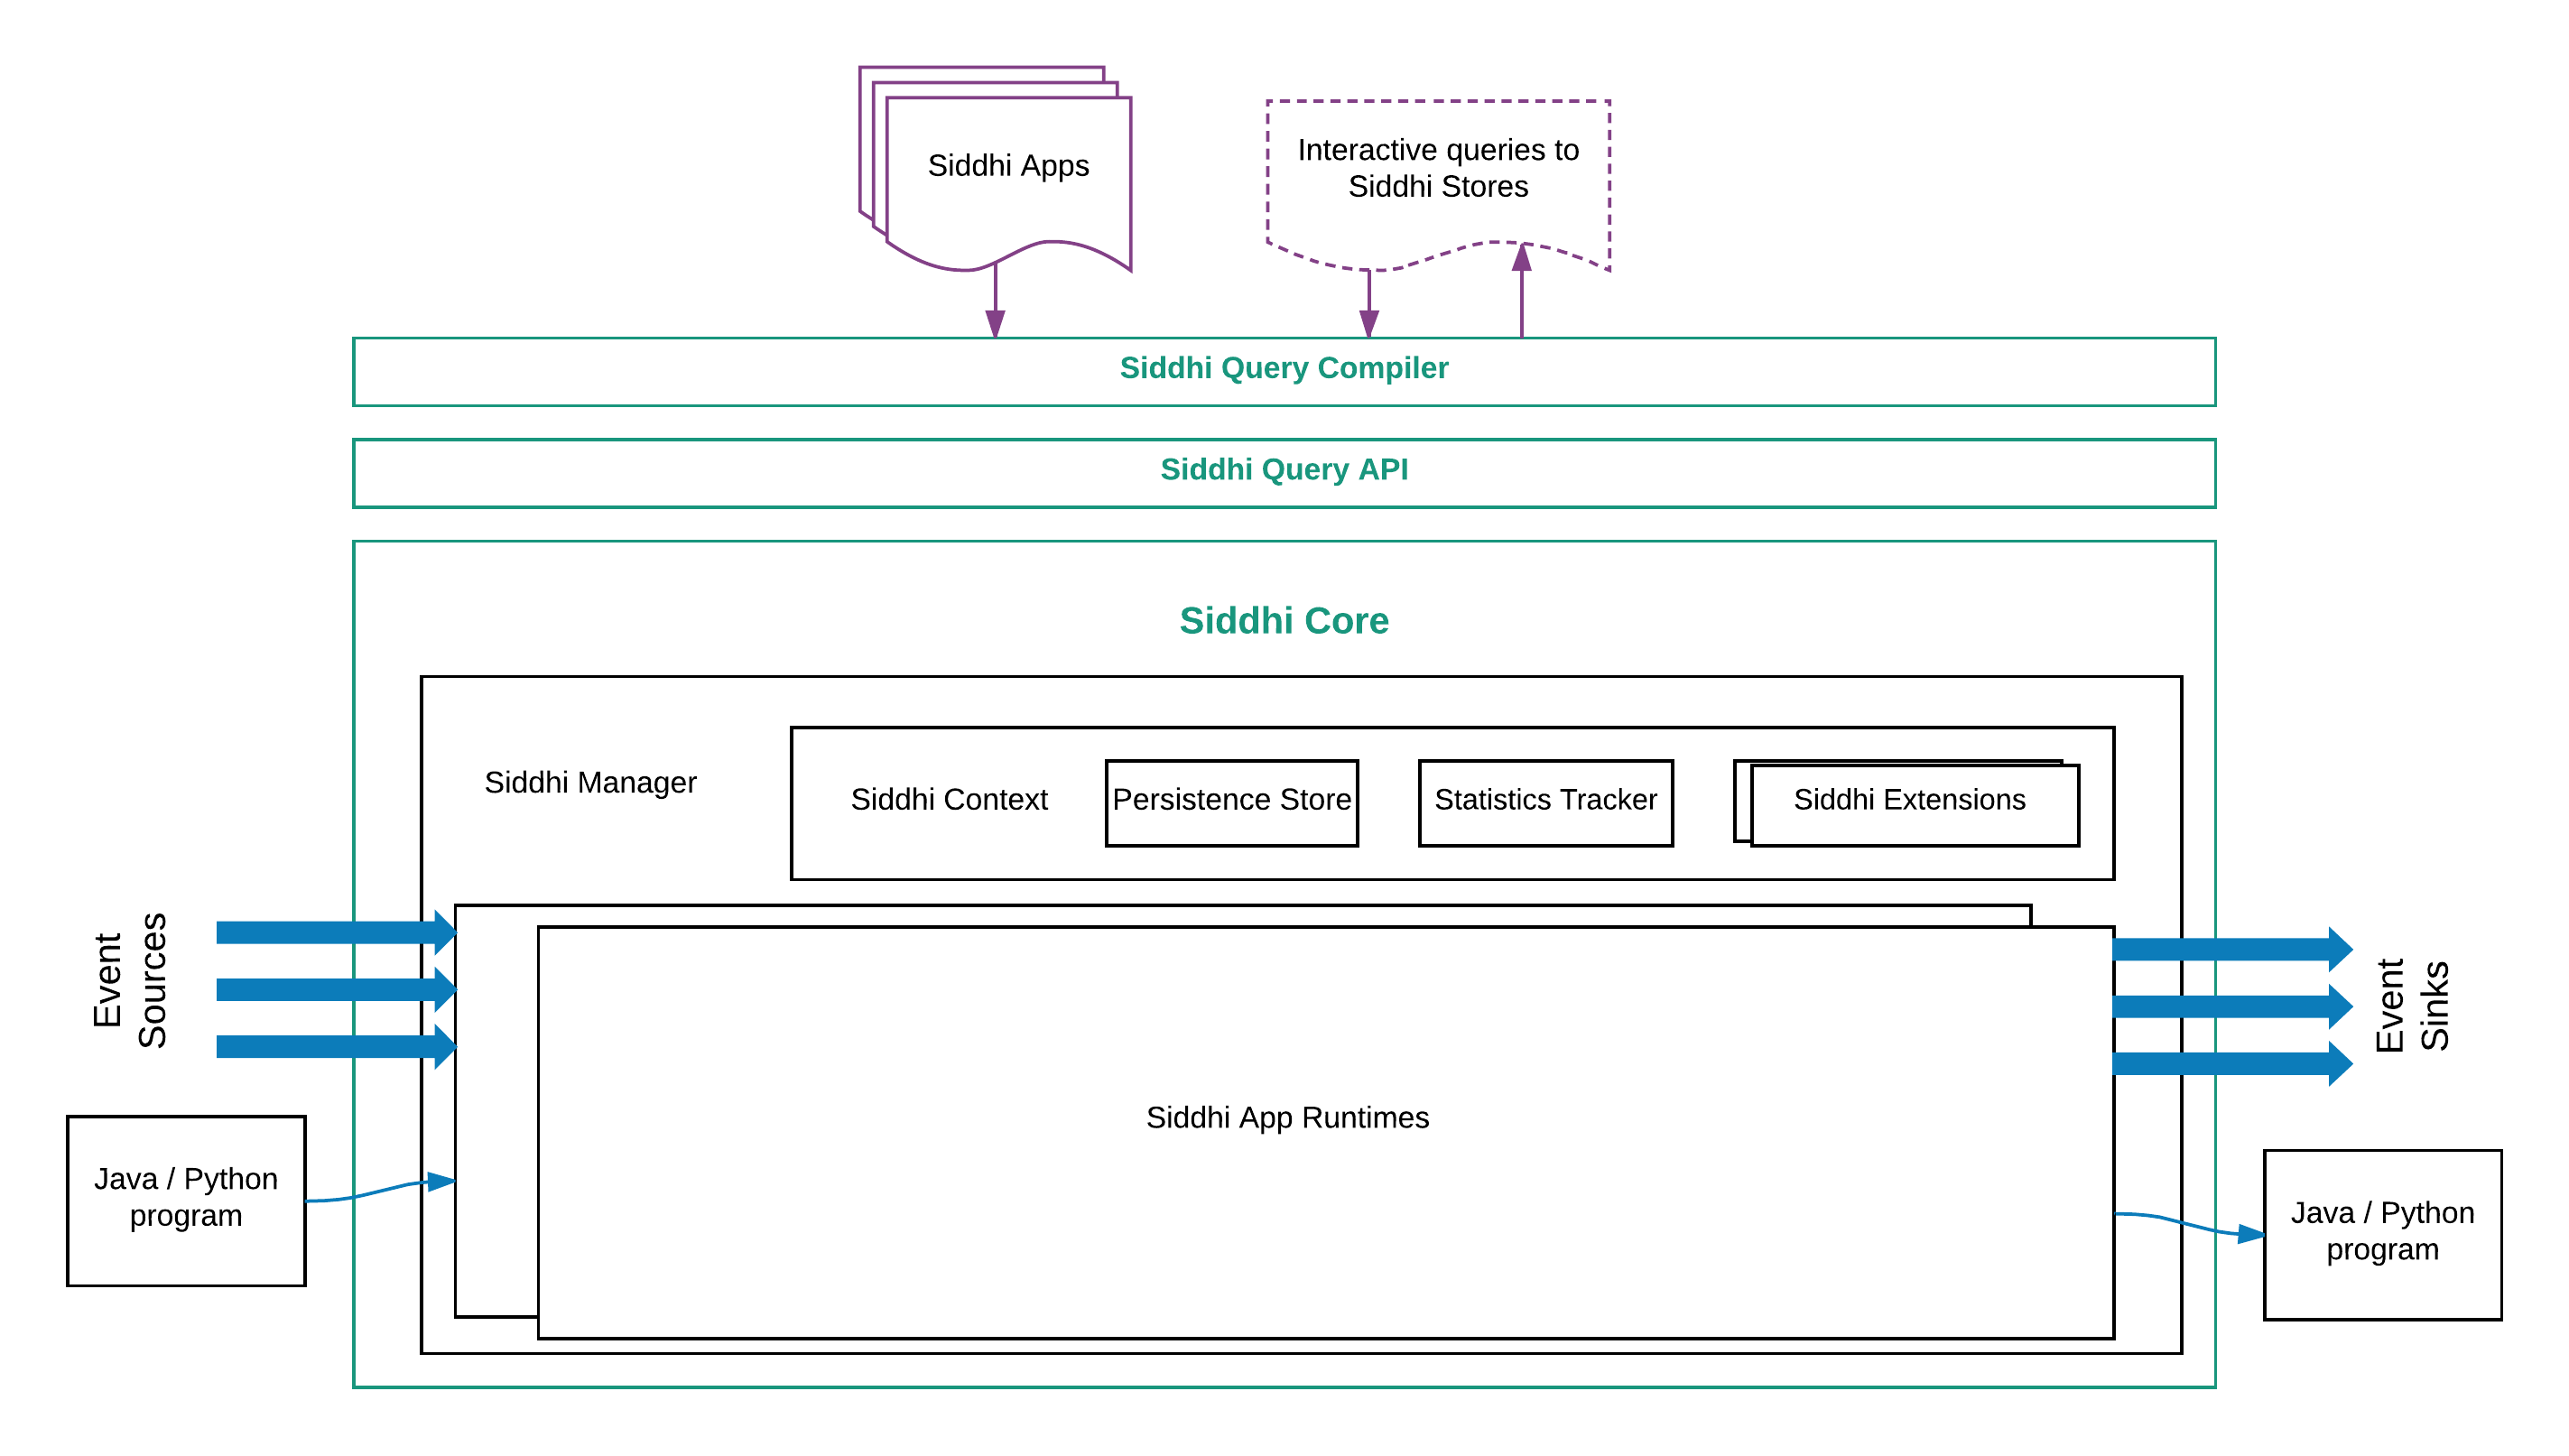 Siddhi Apps
Interactive queries to
Siddhi Stores
Siddhi Query Compiler
Siddhi Query API
Siddhi Core
Siddhi Manager
Siddhi Context
Persistence Store
Statistics Tracker
Siddhi Extensions
Event
Sources
Event
Sinks
Siddhi App Runtimes
Java / Python
program
Java / Python
program